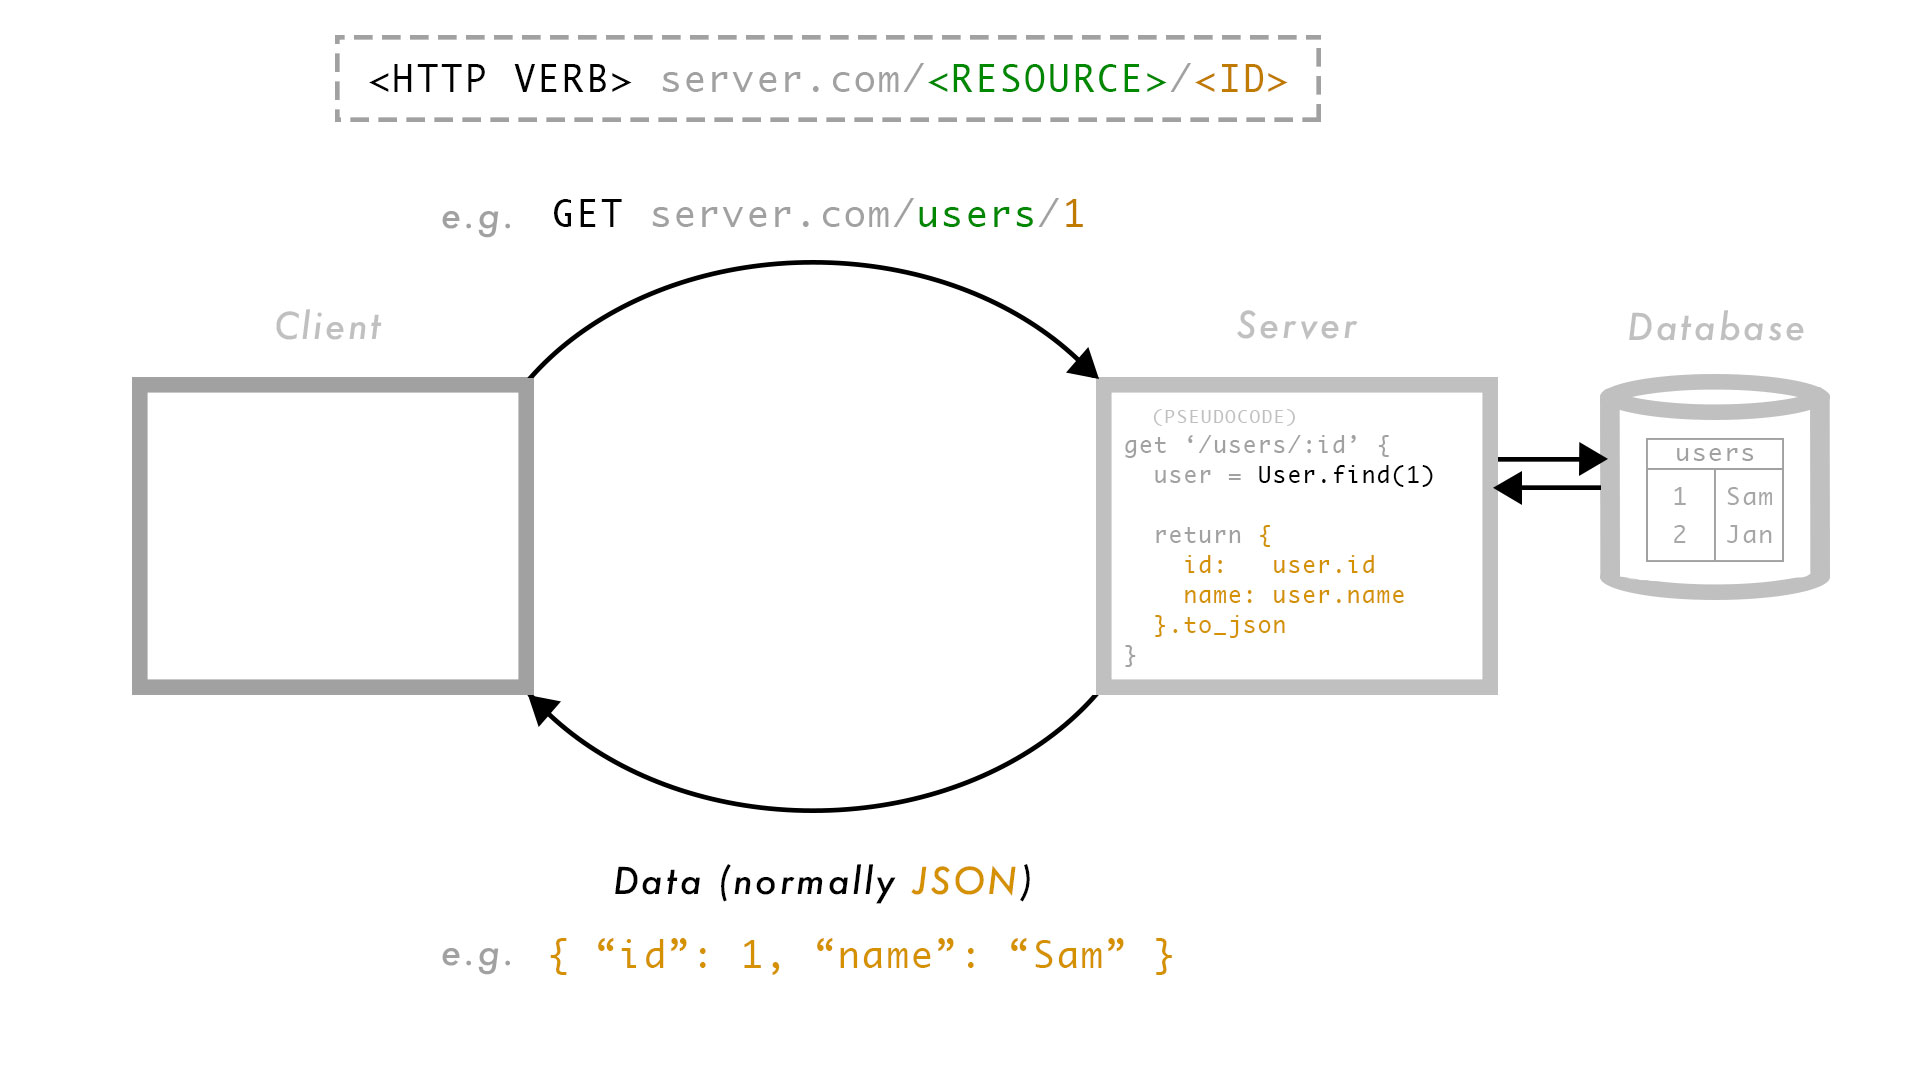 <HTTP VERB> server.com/<RESOURCE>/<ID>
e.g. GET server.com/users/1
Client
Server
Database
(PSEUDOCODE)
get ‘/users/:id’ {
user = User.find(1)
return {
id: user.id
name: user.name
}.to_json
}
users
1 Sam
2 Jan
Data (normally JSON)
e.g. { “id”: 1, “name”: “Sam” }